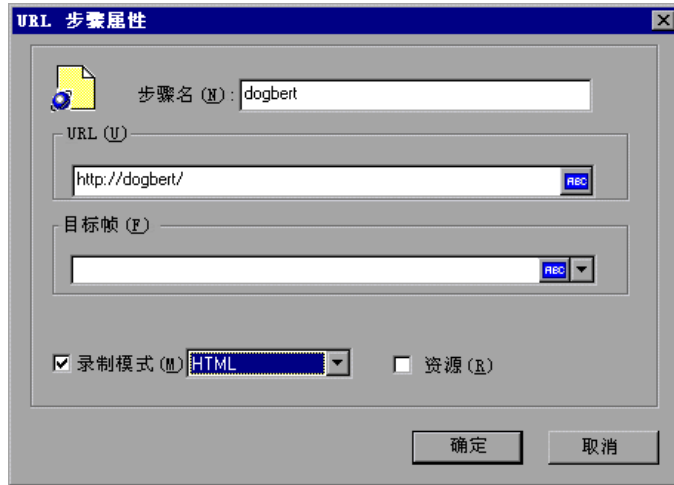 URL 步骤属性
步骤名(N): dogbert
URL(U)
http://dogbert/
ABC
目标帧(F)
ABC
录制模式(M) HTML 资源(R)
确定 取消